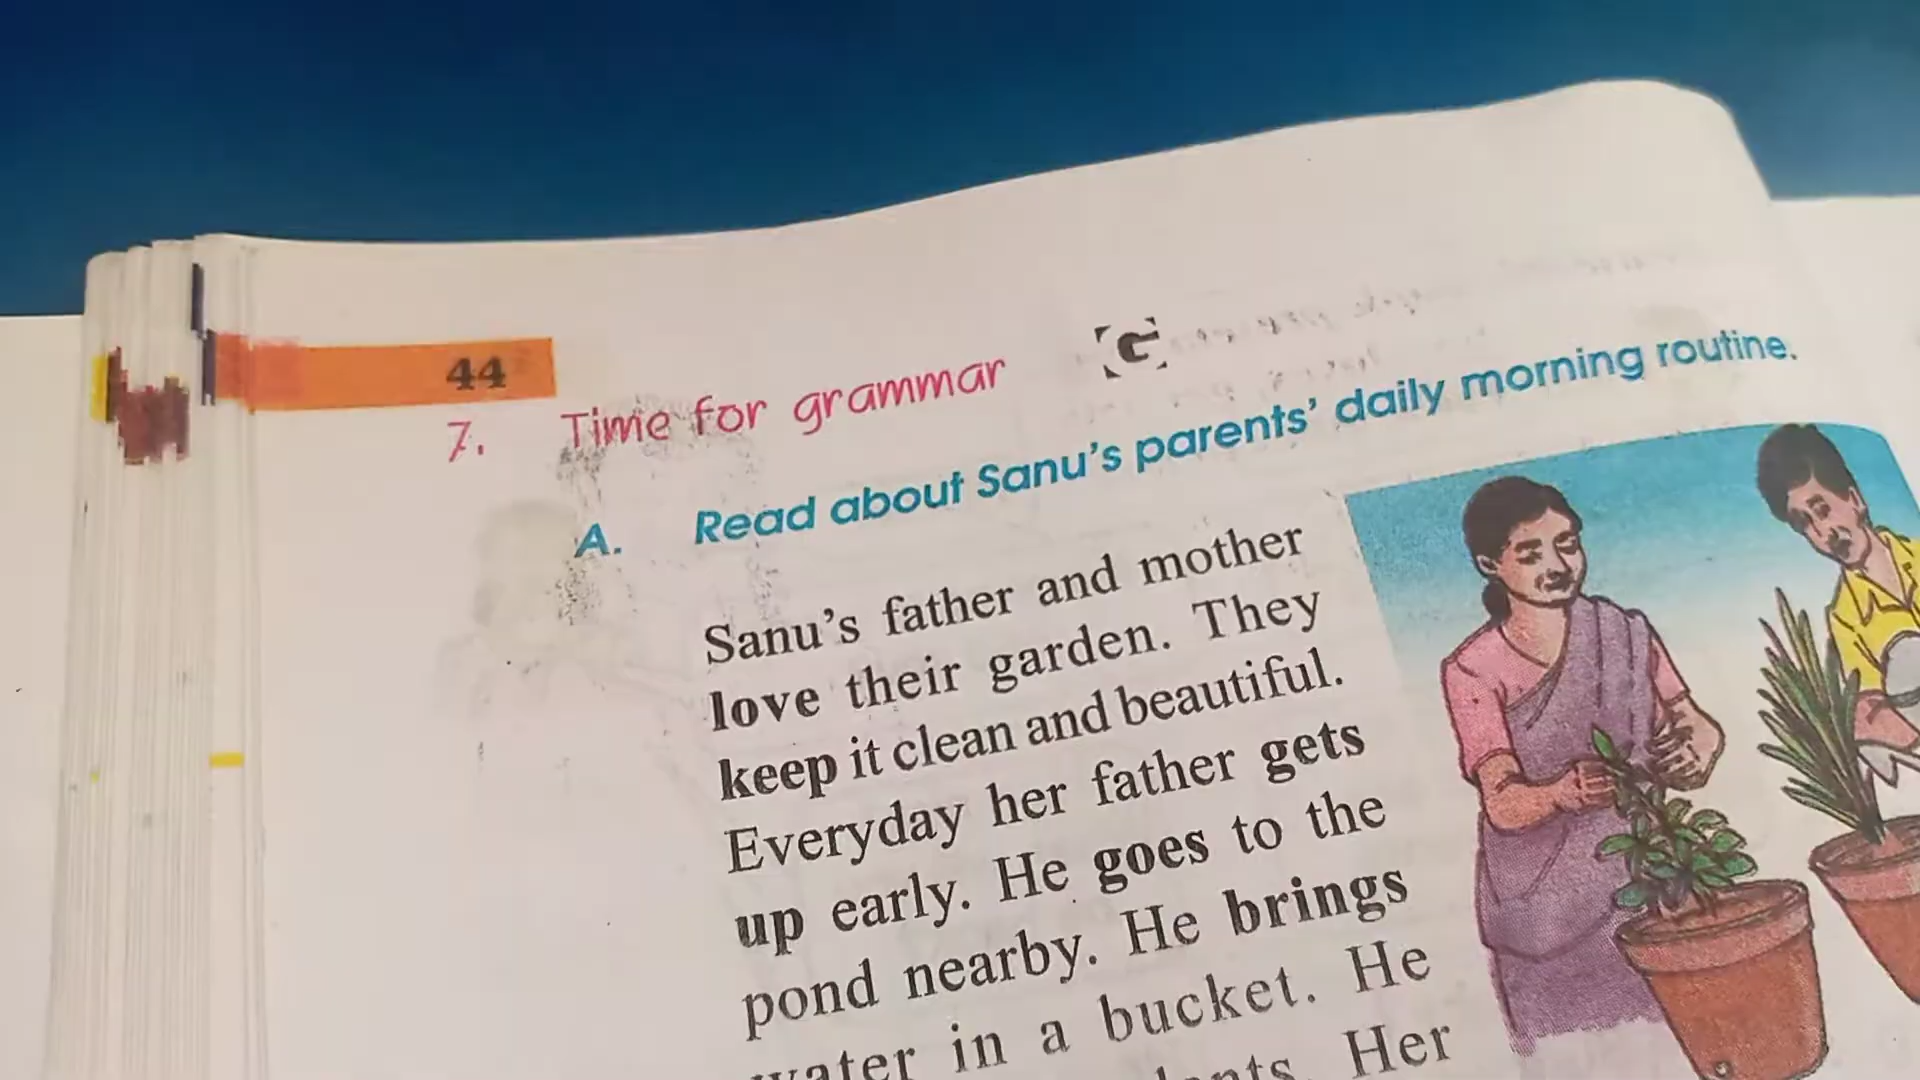 44
7. Time for grammar
A. Read about Sanu's parents' daily morning routine.
Sanu's father and mother
love their garden. They
keep it clean and beautiful.
Everyday her father gets
up early. He goes to the
pond nearby. He brings
water in a bucket. He
Her